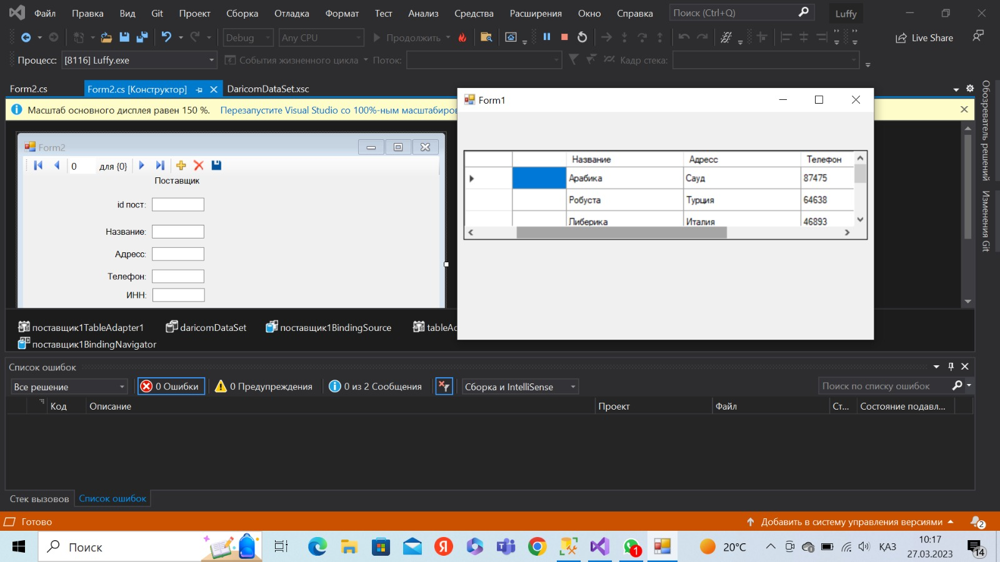 Файл Правка Вид Git Проект Сборка Отладка Формат Тест Анализ Средства Расширения Окно Справка Поиск (Ctrl+Q) Luffy
Debug Any CPU Продолжить Live Share
Процесс: [8116] Luffy.exe События жизненного цикла Поток: Кадр стека:
Form2.cs Form2.cs [Конструктор] DaricomDataSet.xsc
Масштаб основного дисплея равен 150 %. Перезапустите Visual Studio со 100%-ным масштабиров
Обозреватель решений
Изменения Git
Form2
0 для {0}
Поставщик
id пост:
Название:
Адресс:
Телефон:
ИНН:
Form1
Название Адресс Телефон
Арабика Сауд 87475
Робуста Турция 64638
Либерика Италия 46893
поставщик1TableAdapter1 daricomDataSet поставщик1BindingSource tableAd
поставщик1BindingNavigator
Список ошибок
Все решение 0 Ошибки 0 Предупреждения 0 из 2 Сообщения Сборка и IntelliSense Поиск по списку ошибок
Код Описание Проект Файл Ст... Состояние подавл...
Стек вызовов Список ошибок
Готово Добавить в систему управления версиями 2
Поиск 1 20°C ҚАЗ 10:17
27.03.2023 14